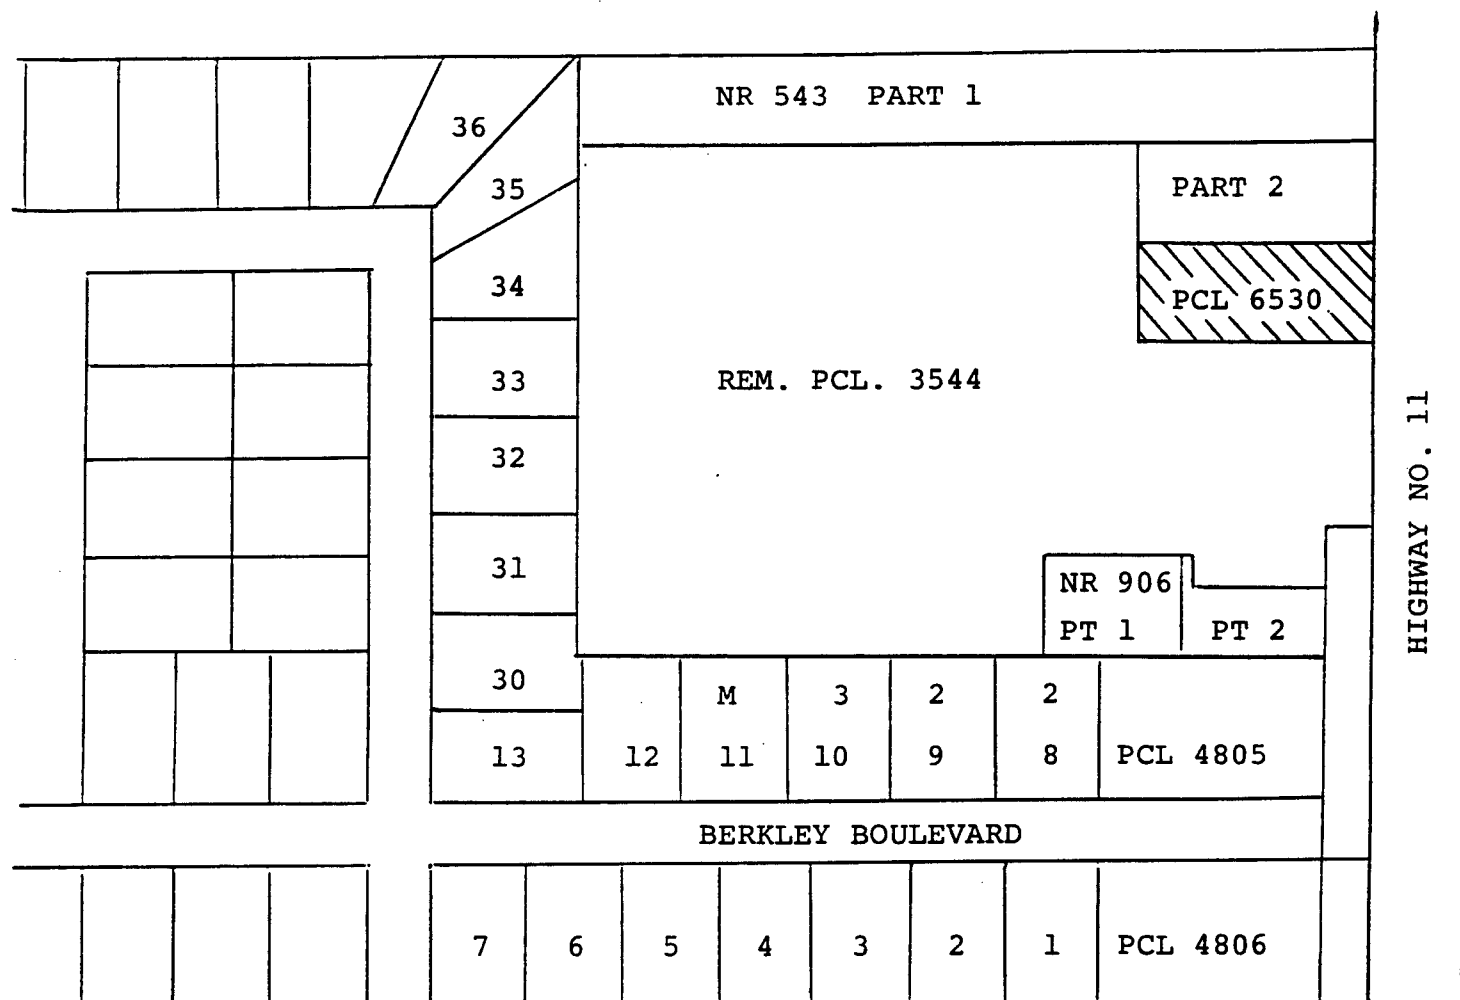 NR 543 PART 1
36
PART 2
35
34
PCL 6530
33
REM. PCL. 3544
32
HIGHWAY NO. 11
31
NR 906
PT 1
PT 2
30
M 3 2 2
13 12 11 10 9 8 PCL 4805
BERKLEY BOULEVARD
7 6 5 4 3 2 1 PCL 4806